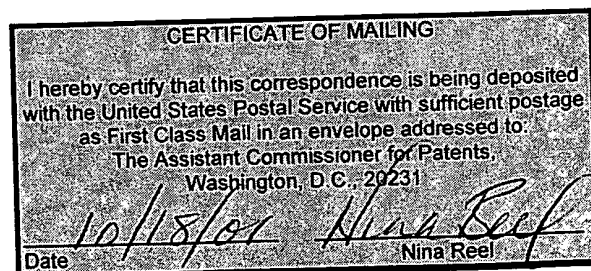 CERTIFICATE OF MAILING
I hereby certify that this correspondence is being deposited
with the United States Postal Service with sufficient postage
as First Class Mail in an envelope addressed to:
The Assistant Commissioner for Patents,
Washington, D.C., 20231
10/18/01 Nina Reel
Date Nina Reel